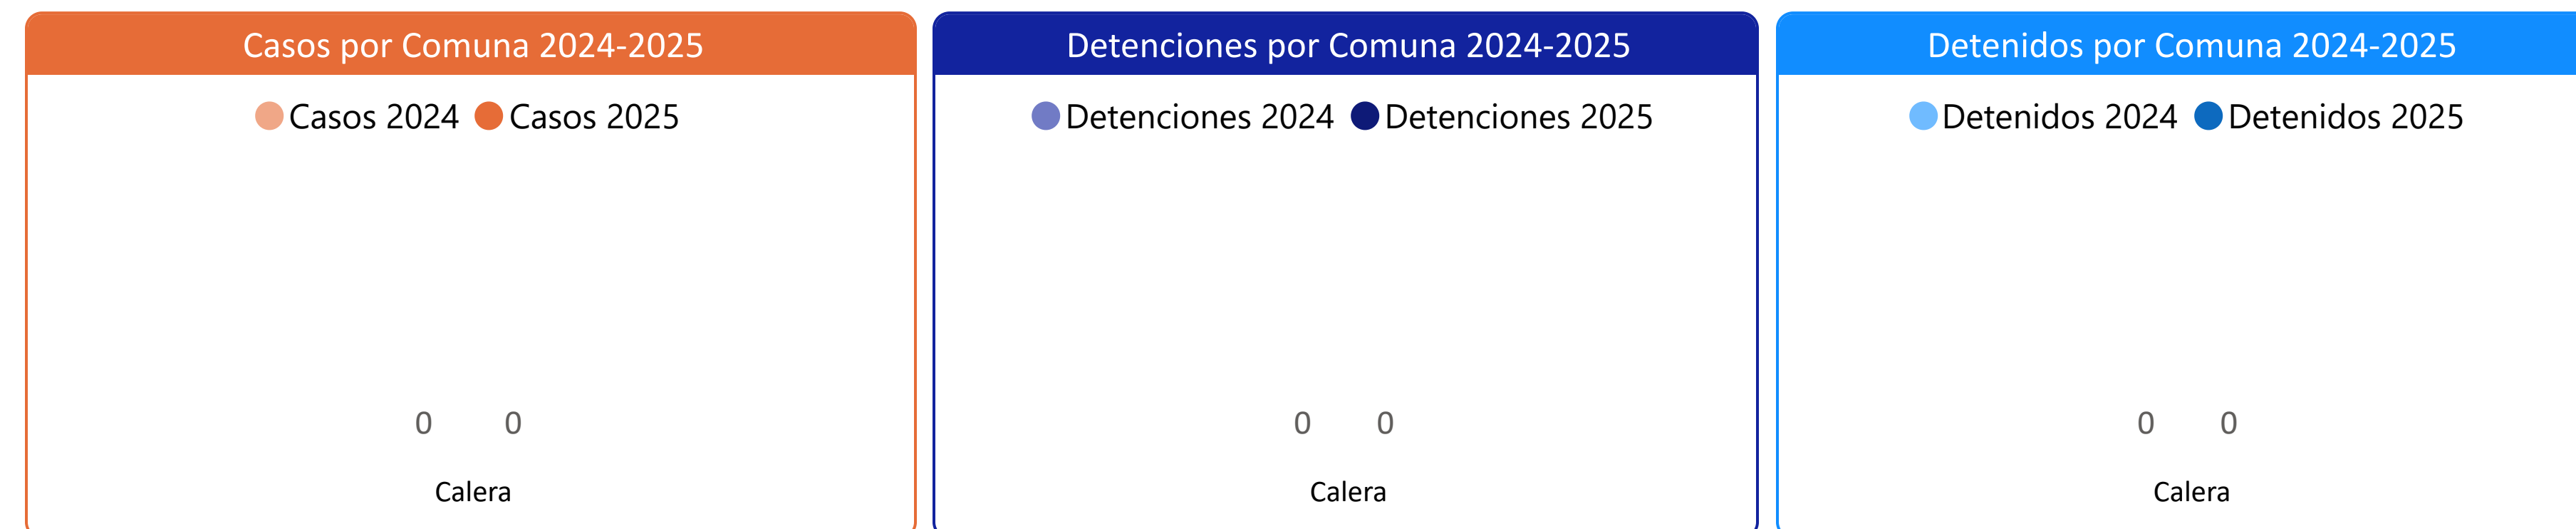 Casos por Comuna 2024-2025
Casos 2024 Casos 2025
0 0
Calera
Detenciones por Comuna 2024-2025
Detenciones 2024 Detenciones 2025
0 0
Calera
Detenidos por Comuna 2024-2025
Detenidos 2024 Detenidos 2025
0 0
Calera